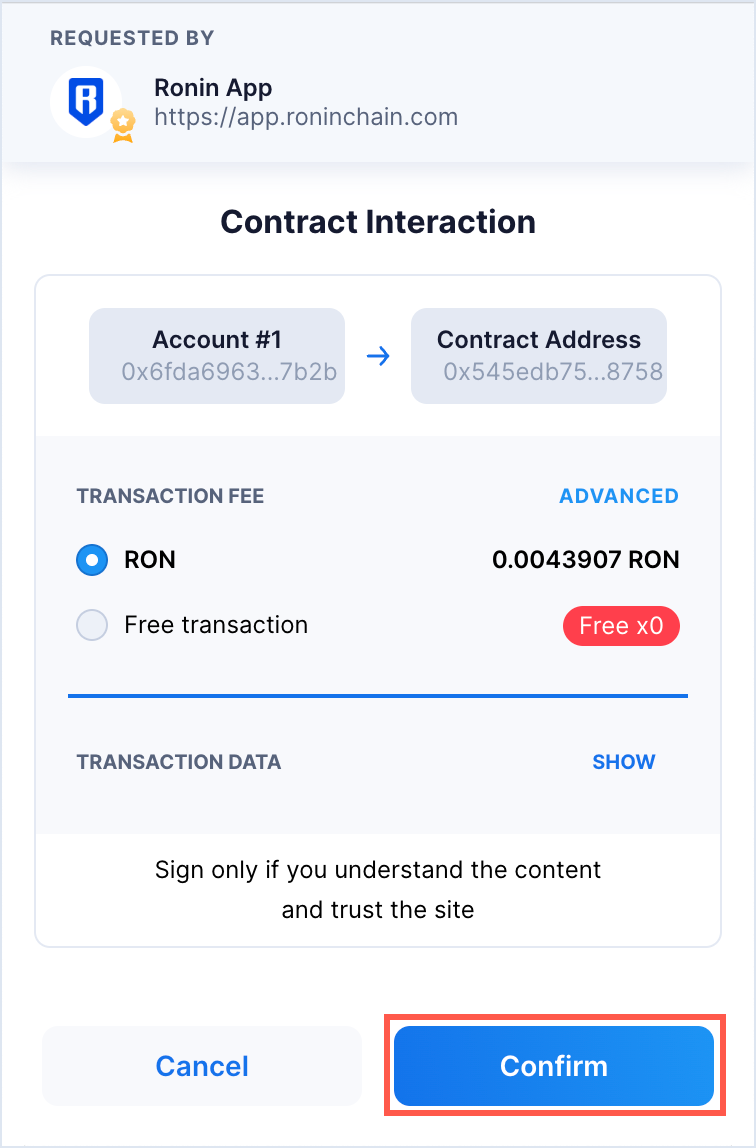 REQUESTED BY
Ronin App
https://app.roninchain.com
Contract Interaction
Account #1
0x6fda6963...7b2b
Contract Address
0x545edb75...8758
TRANSACTION FEE
ADVANCED
RON
0.0043907 RON
Free transaction
Free x0
TRANSACTION DATA
SHOW
Sign only if you understand the content
and trust the site
Cancel
Confirm